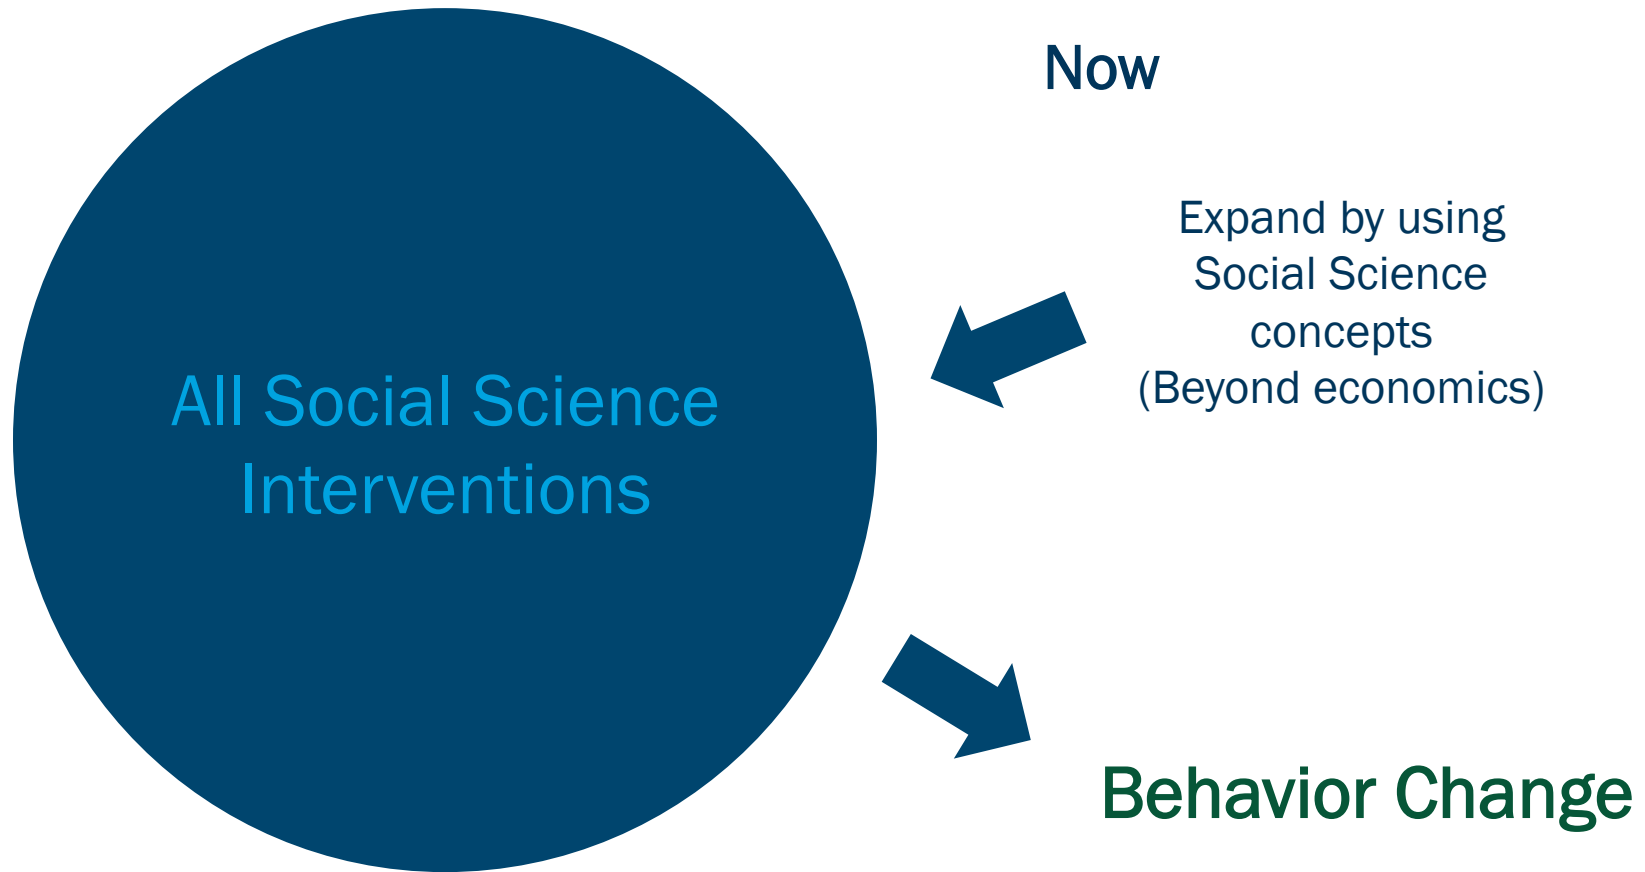 Now
Expand by using
Social Science
concepts
(Beyond economics)
All Social Science
Interventions
Behavior Change